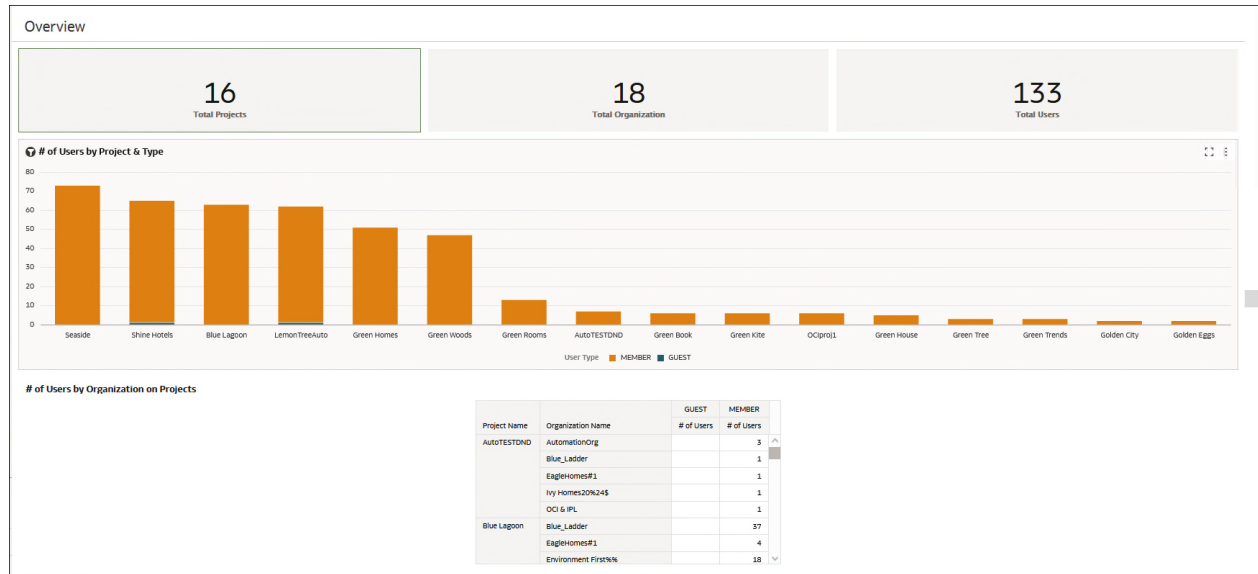 Overview
16
Total Projects
18
Total Organization
133
Total Users
# of Users by Project & Type
80
70
60
50
40
30
20
10
0
Seaside Shine Hotels Blue Lagoon LemonTreeAuto Green Homes Green Woods Green Rooms AutoTESTDND Green Book Green Kite OCIproj1 Green House Green Tree Green Trends Golden City Golden Eggs
User Type MEMBER GUEST
# of Users by Organization on Projects
GUEST MEMBER
Project Name Organization Name # of Users # of Users
AutoTESTDND AutomationOrg 3
Blue_Ladder 1
EagleHomes#1 1
Ivy Homes20%24$ 1
OCI & IPL 1
Blue Lagoon Blue_Ladder 37
EagleHomes#1 4
Environment First%% 18